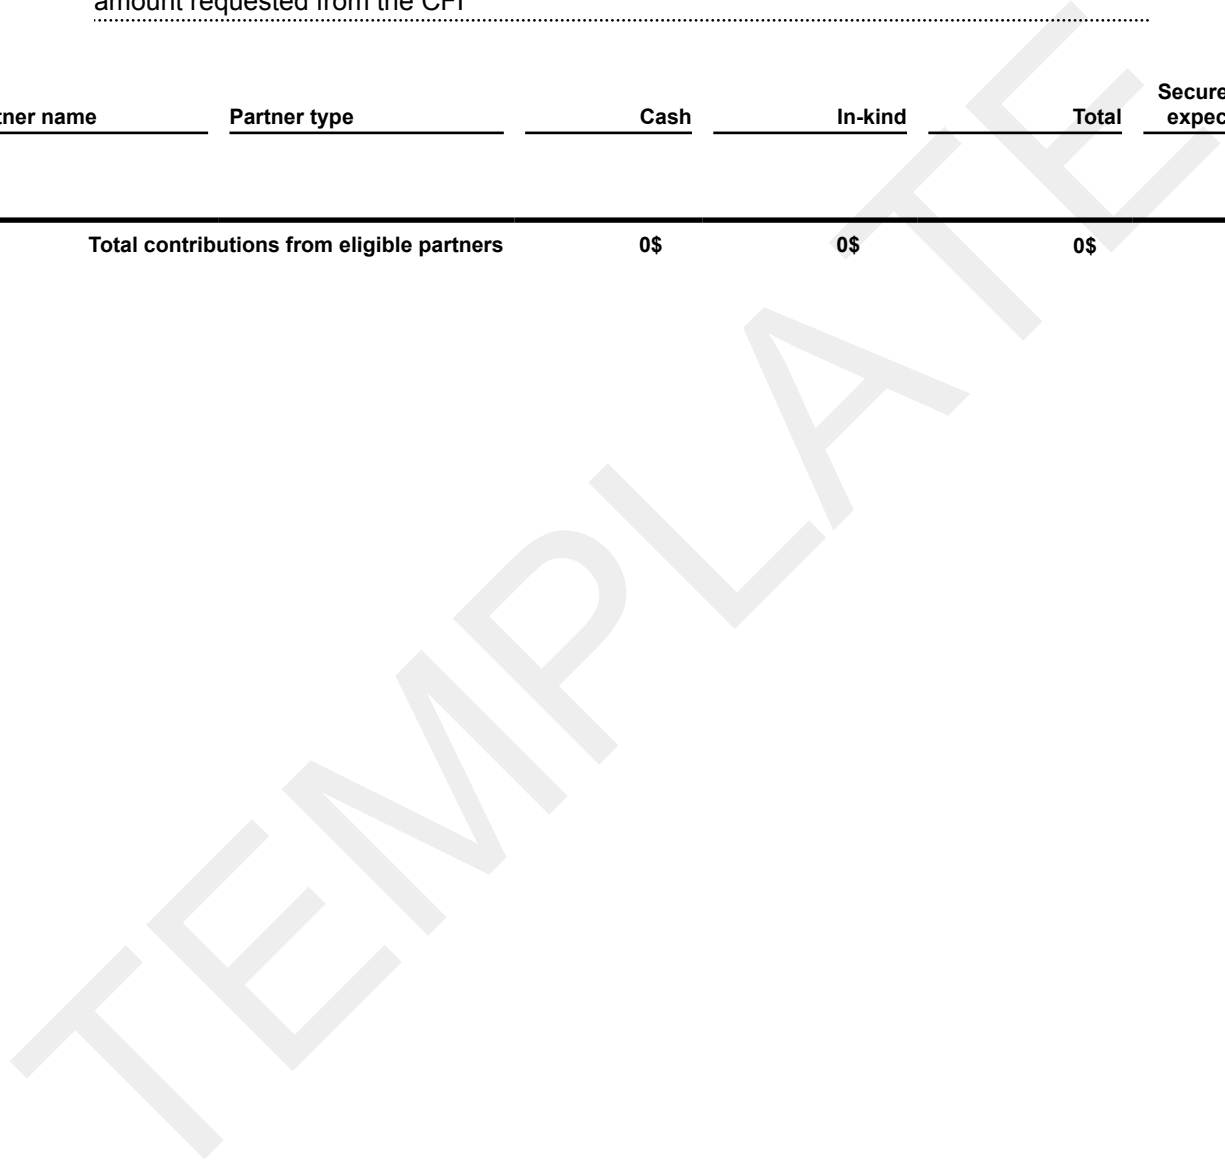 amount requested from the CFI
Secure
tner name Partner type Cash In-kind Total expec
Total contributions from eligible partners 0$ 0$ 0$
TEMPLATE